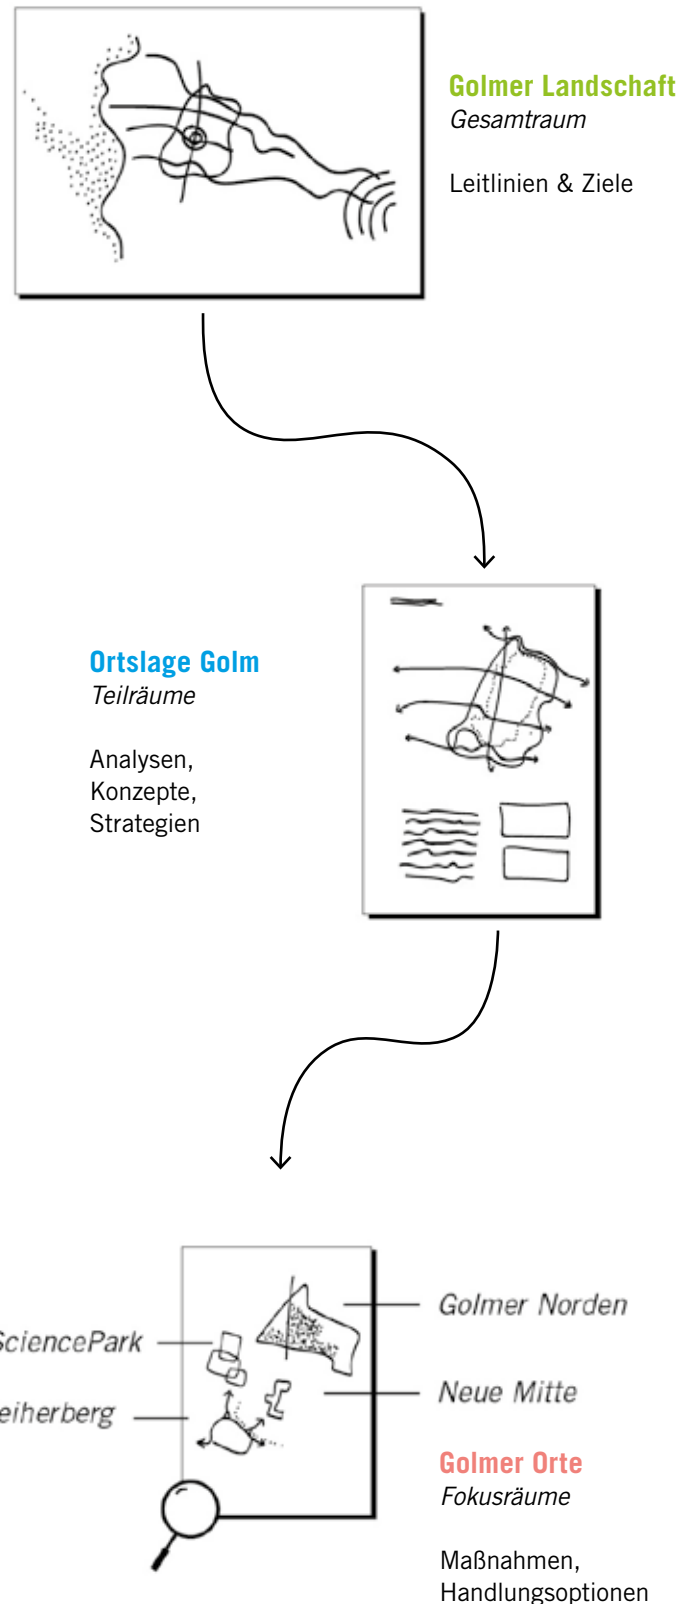 Golmer Landschaft
Gesamtraum
Leitlinien & Ziele
Ortslage Golm
Teilräume
Analysen,
Konzepte,
Strategien
SciencePark
Golmer Norden
eiherberg
Neue Mitte
Golmer Orte
Fokusräume
Maßnahmen,
Handlungsoptionen